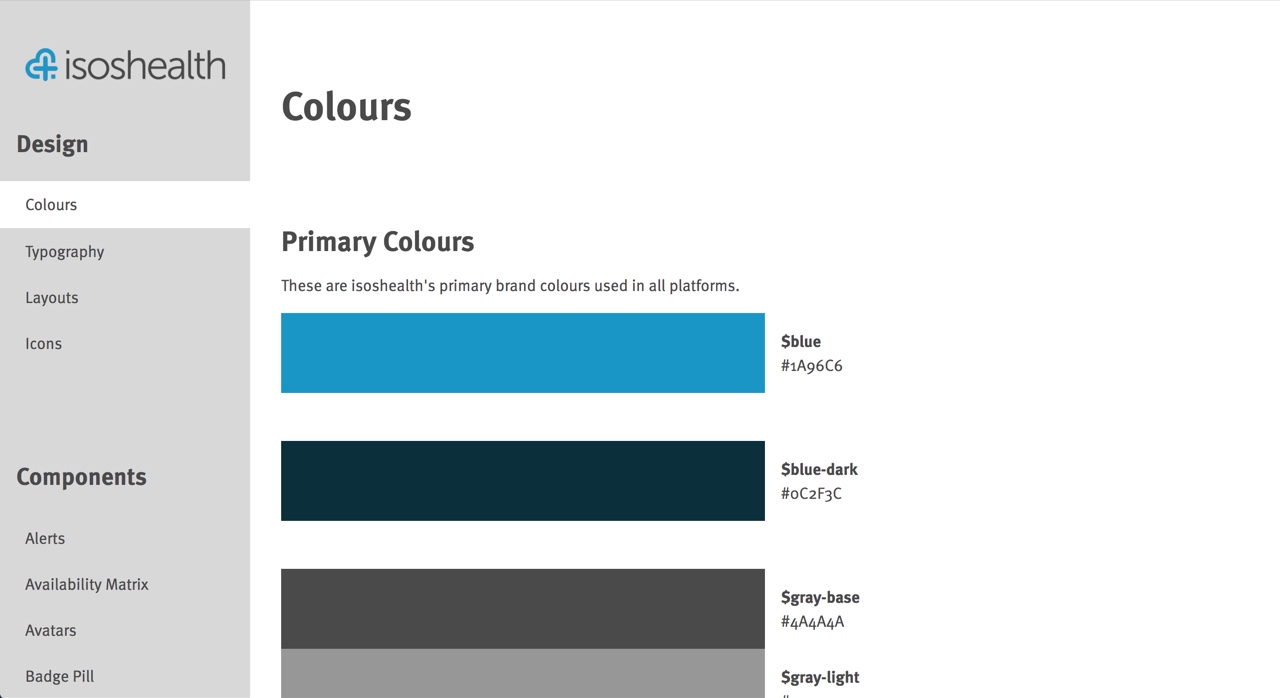 isoshealth
Design
Colours
Typography
Layouts
Icons
Components
Alerts
Availability Matrix
Avatars
Badge Pill
Colours
Primary Colours
These are isoshealth's primary brand colours used in all platforms.
$blue
#1A96C6
$blue-dark
#0C2F3C
$gray-base
#4A4A4A
$gray-light